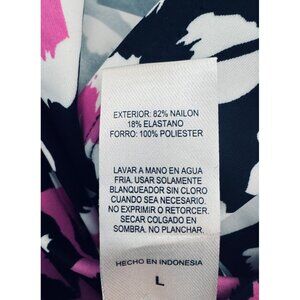 EXTERIOR: 82% NAILON
18% ELASTANO
FORRO: 100% POLIESTER
LAVAR A MANO EN AGUA
FRIA. USAR SOLAMENTE
BLANQUEADOR SIN CLORO
CUANDO SEA NECESARIO.
NO EXPRIMIR O RETORCER.
SECAR COLGADO EN
SOMBRA. NO PLANCHAR.
HECHO EN INDONESIA
L